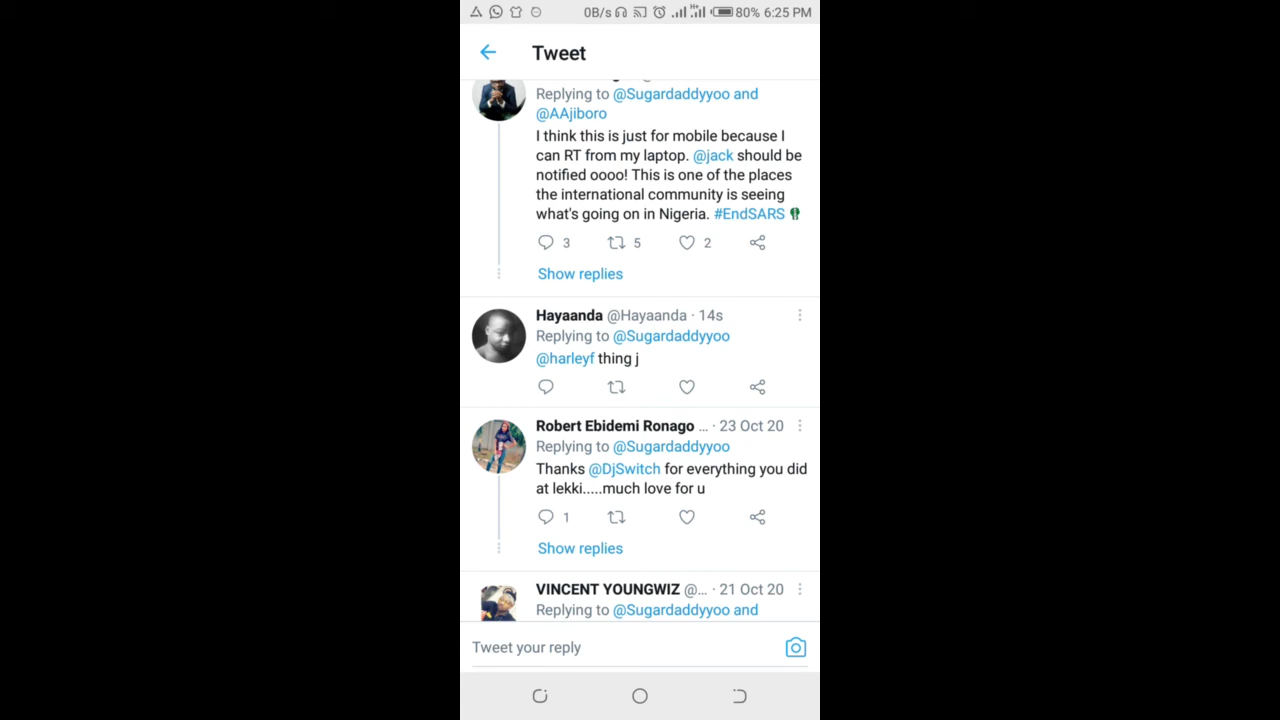 0B/s 80% 6:25 PM
Tweet
Replying to @Sugardaddyyoo and
@AAjiboro
I think this is just for mobile because I
can RT from my laptop. @jack should be
notified oooo! This is one of the places
the international community is seeing
what's going on in Nigeria. #EndSARS
3 5 2
Show replies
Hayaanda @Hayaanda · 14s
Replying to @Sugardaddyyoo
@harleyf thing j
Robert Ebidemi Ronago ... · 23 Oct 20
Replying to @Sugardaddyyoo
Thanks @DjSwitch for everything you did
at lekki.....much love for u
1
Show replies
VINCENT YOUNGWIZ @... · 21 Oct 20
Replying to @Sugardaddyyoo and
Tweet your reply